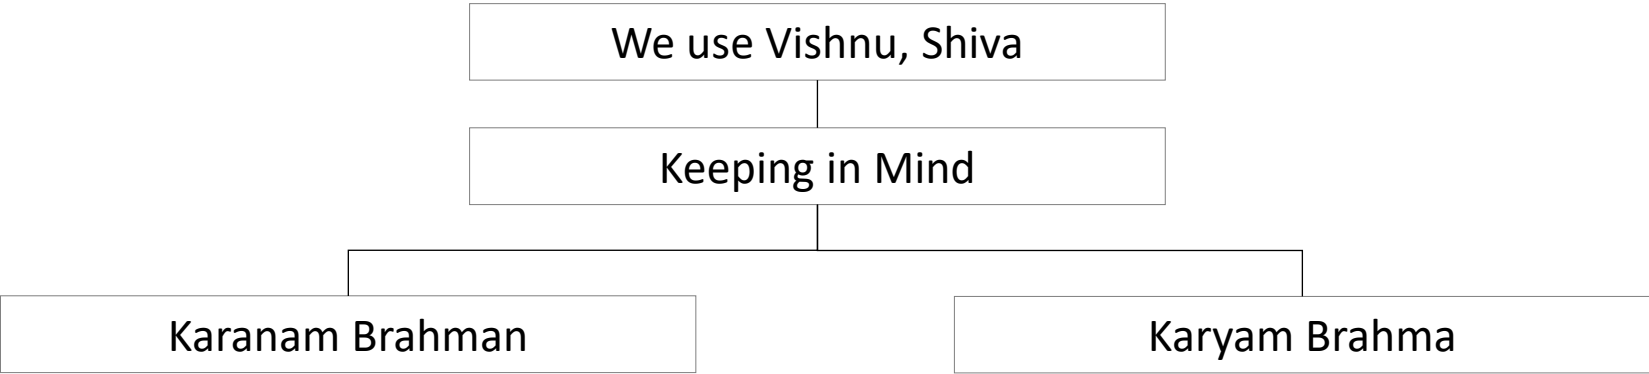 We use Vishnu, Shiva
Keeping in Mind
Karanam Brahman
Karyam Brahma